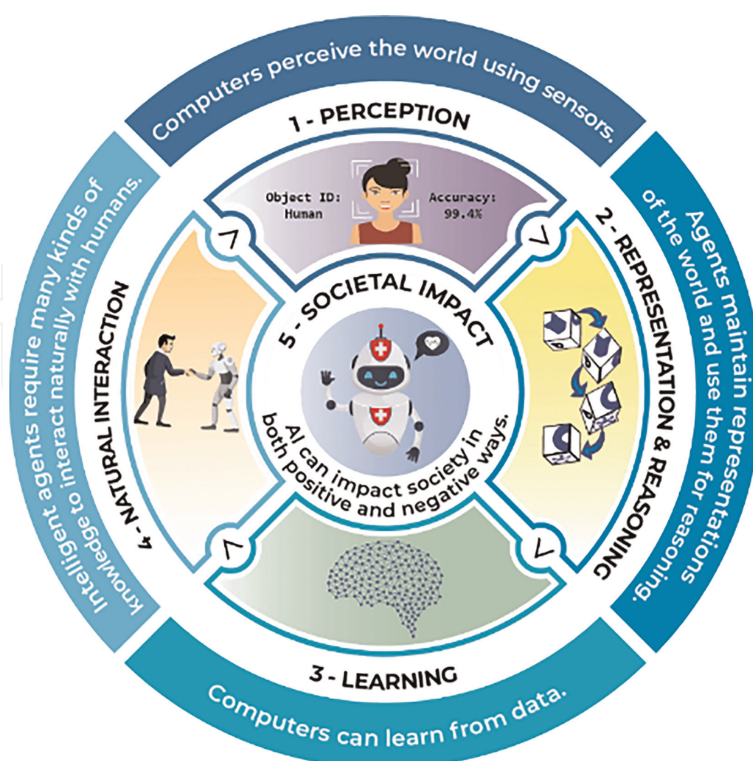 Computers perceive the world using sensors.
1 - PERCEPTION
Object ID:
Human
Accuracy:
99.4%
Agents maintain representations
of the world and use them for reasoning.
2 - REPRESENTATION & REASONING
3 - LEARNING
Computers can learn from data.
Intelligent agents require many kinds of
knowledge to interact naturally with humans.
4 - NATURAL INTERACTION
5 - SOCIETAL IMPACT
AI can impact society in
both positive and negative ways.